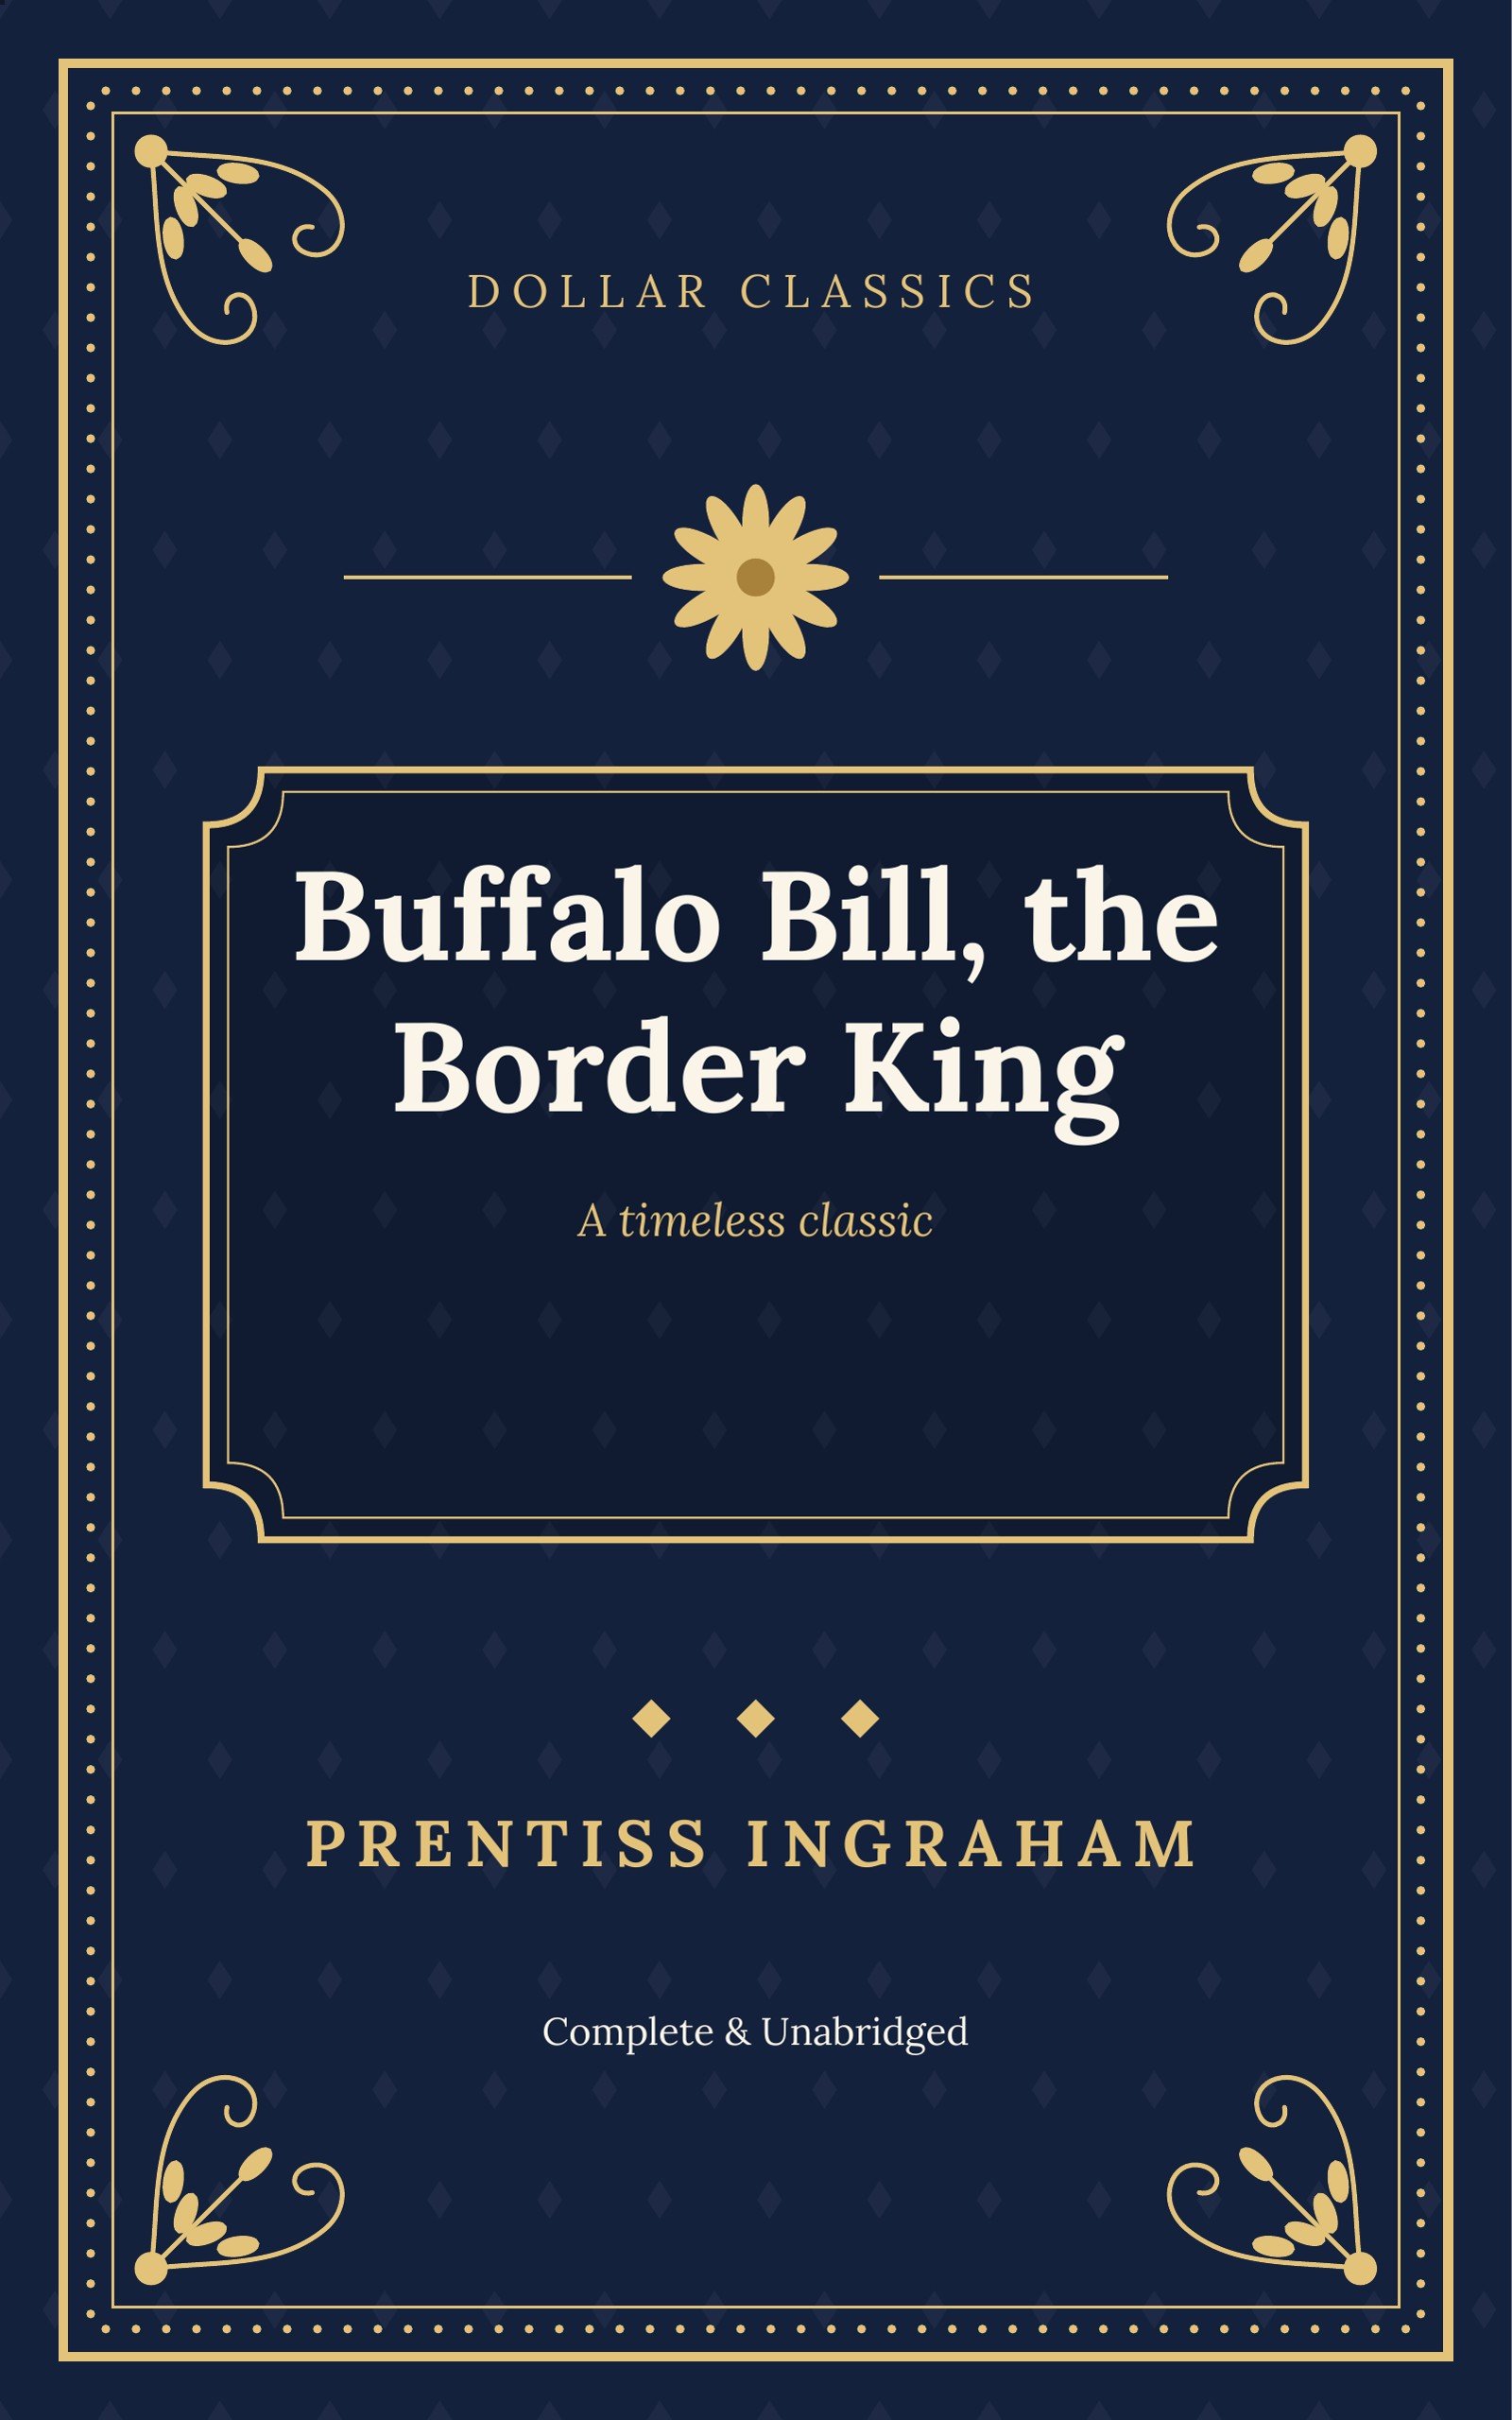 DOLLAR CLASSICS
Buffalo Bill, the
Border King
A timeless classic
PRENTISS INGRAHAM
Complete & Unabridged